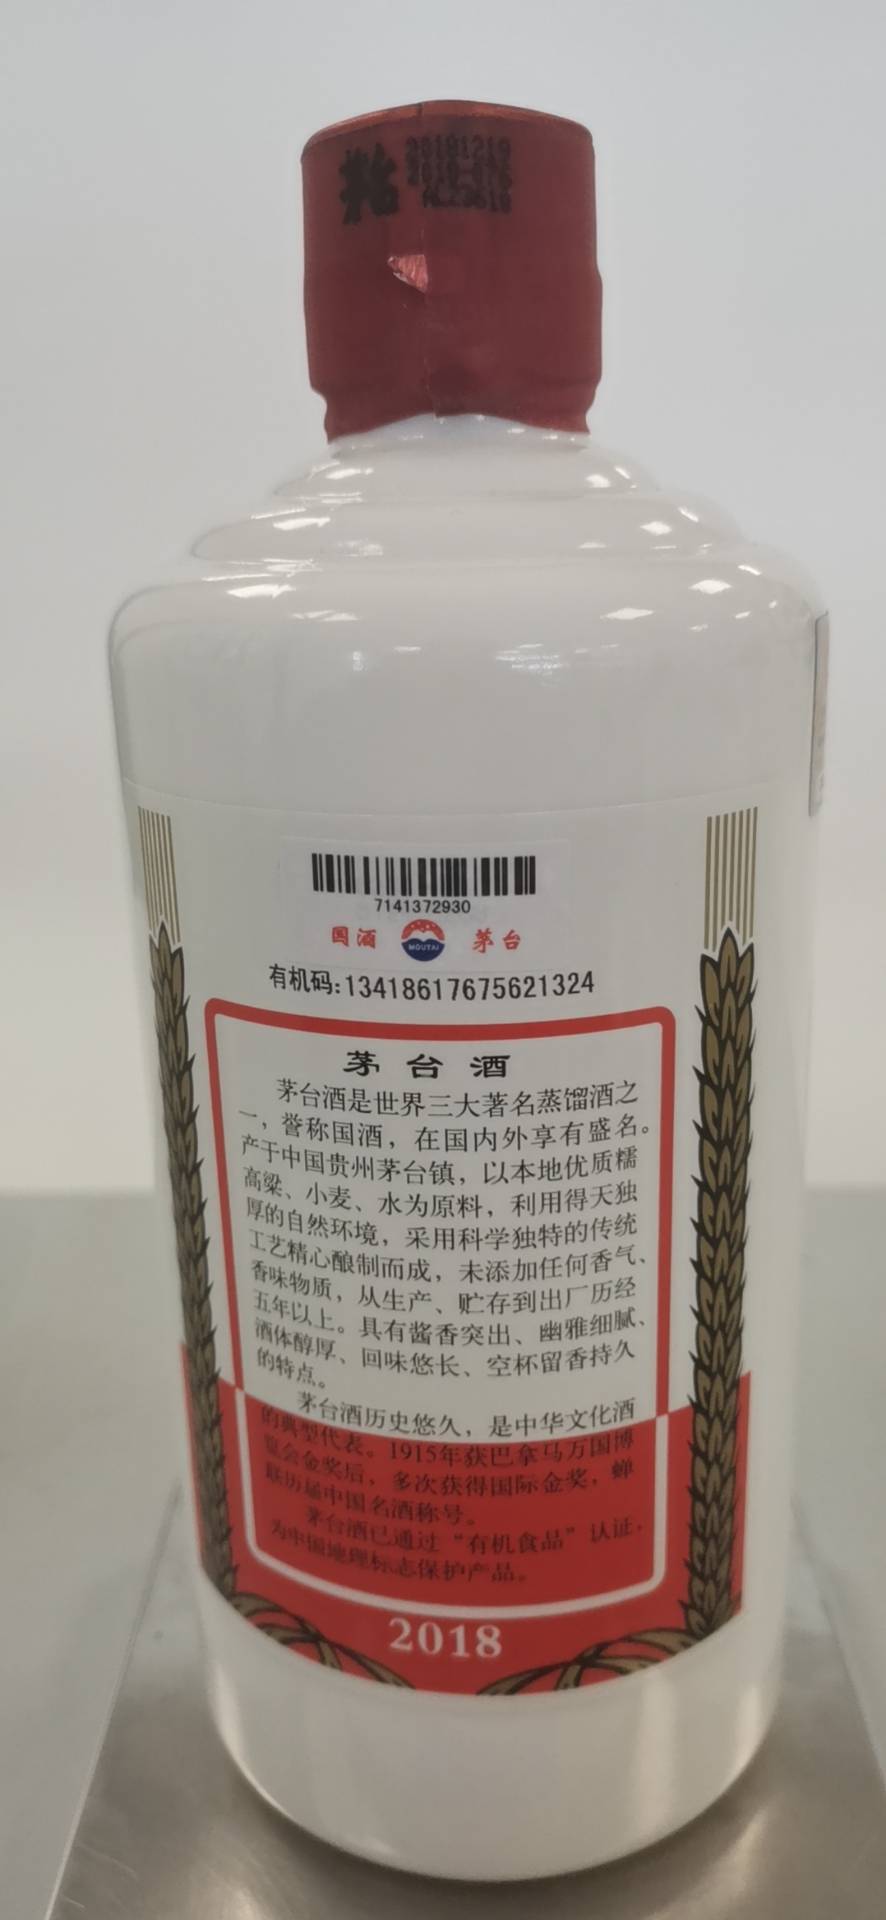 20181219
7141372930
国酒 MOUTAI 茅台
有机码:13418617675621324
茅台酒
茅台酒是世界三大著名蒸馏酒之
一，誉称国酒，在国内外享有盛名。
产于中国贵州茅台镇，以本地优质糯
高粱、小麦、水为原料，利用得天独
厚的自然环境，采用科学独特的传统
工艺精心酿制而成，未添加任何香气、
香味物质，从生产、贮存到出厂历经
五年以上。具有酱香突出、幽雅细腻、
酒体醇厚、回味悠长、空杯留香持久
的特点。
茅台酒历史悠久，是中华文化酒
的典型代表。1915年获巴拿马万国博
览会金奖后，多次获得国际金奖，蝉
联历届中国名酒称号。
茅台酒已通过“有机食品”认证，
为中国地理标志保护产品。
2018